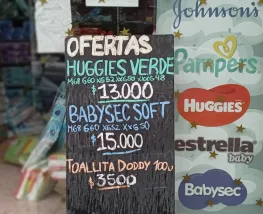 OFERTAS
HUGGIES VERDE
M68 G60 XG52 XXG50 XXXG48
$13.000
BABYSEC SOFT
M68 G60 XG52 XXG50
$15.000
TOALLITA DODDY 100u
$3500
Johnson's
Pampers
HUGGIES
estrella
baby
Babysec